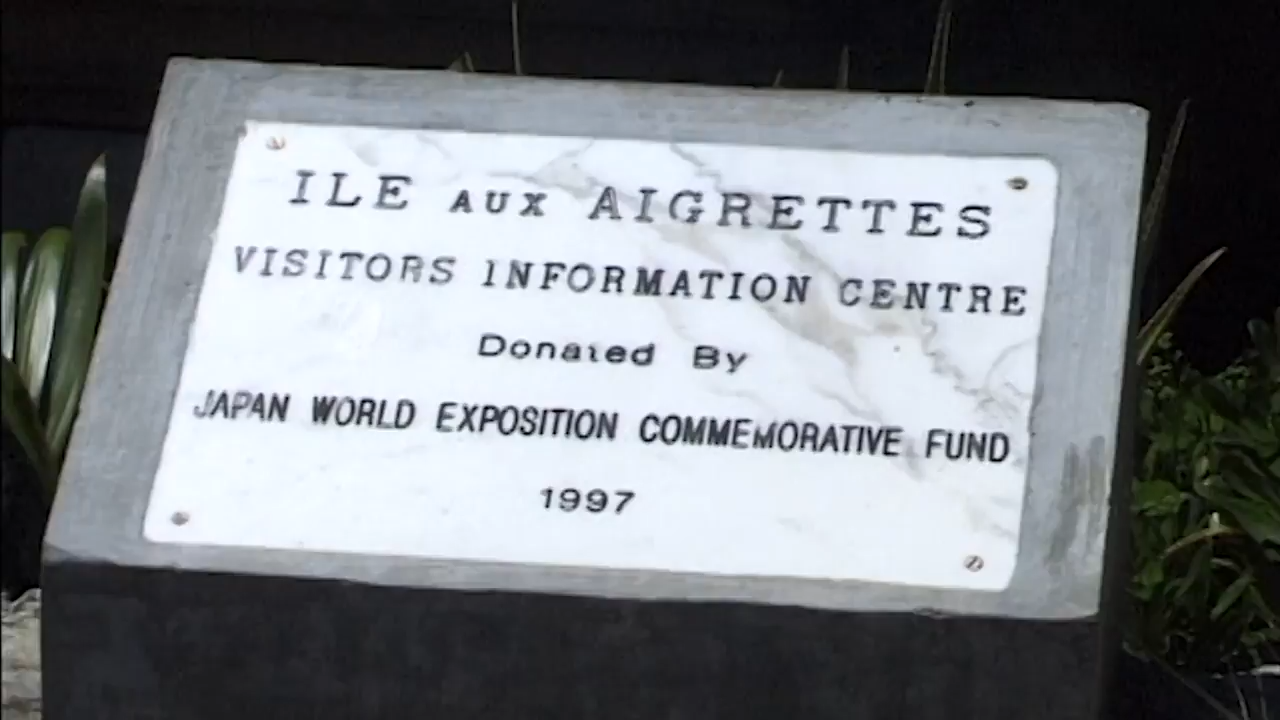 ILE AUX AIGRETTES
VISITORS INFORMATION CENTRE
Donated By
JAPAN WORLD EXPOSITION COMMEMORATIVE FUND
1997